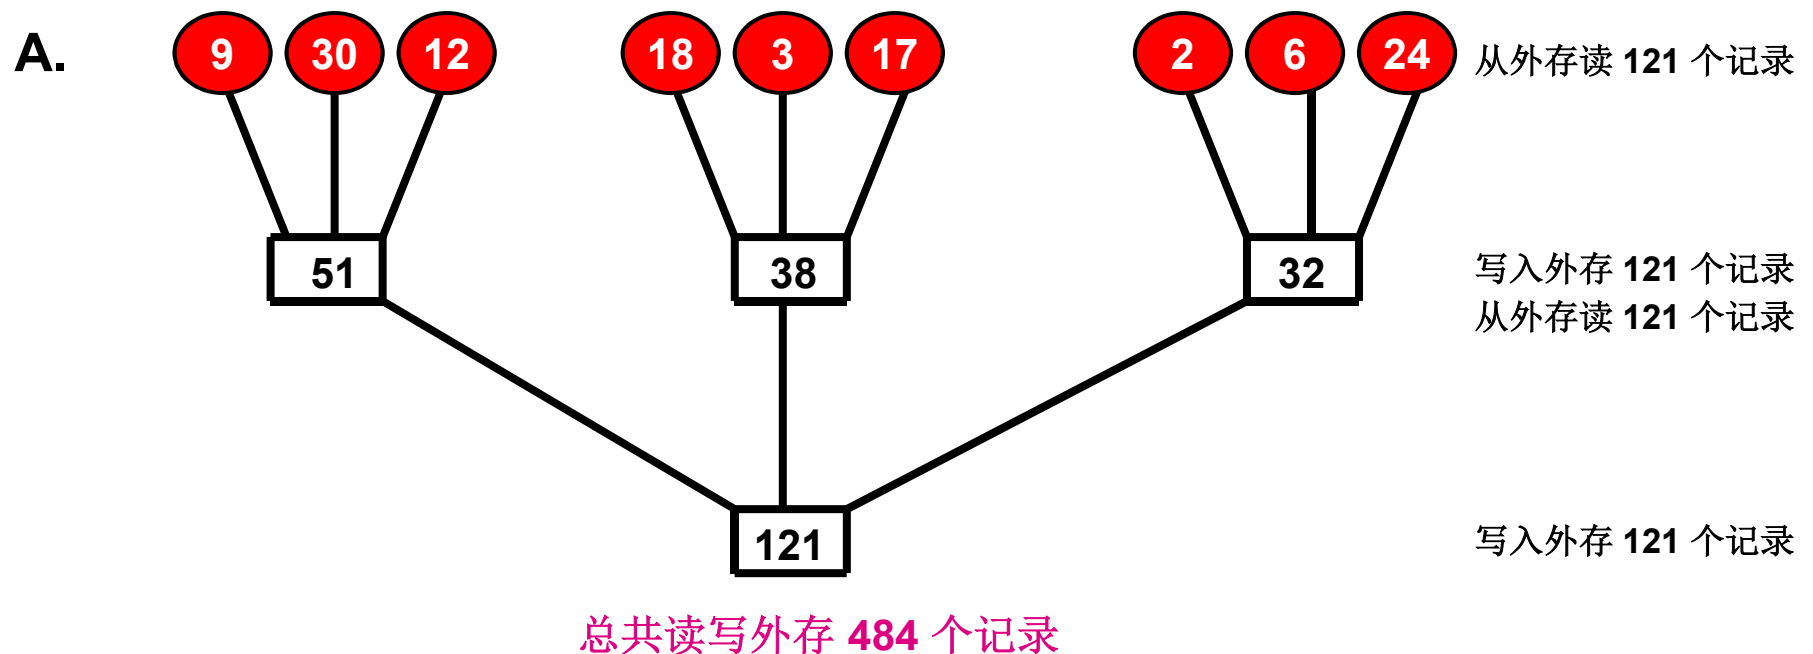 A. 9 30 12 18 3 17 2 6 24 从外存读 121 个记录
51 38 32 写入外存 121 个记录
从外存读 121 个记录
121 写入外存 121 个记录
总共读写外存 484 个记录